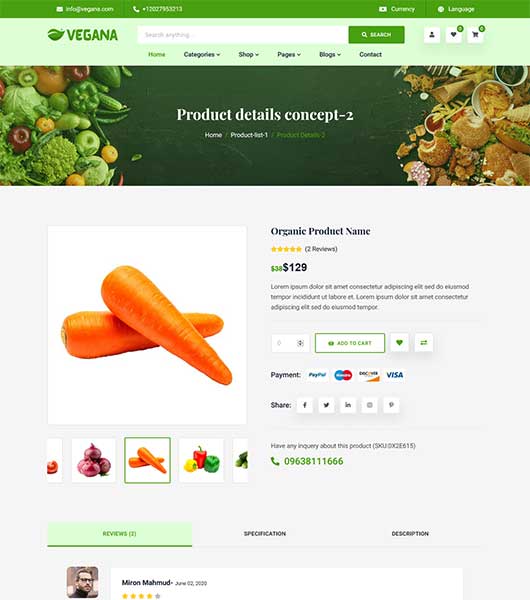 info@vegana.com +12027953213 Currency Language
VEGANA Search anything... SEARCH 0 0
Home Categories Shop Pages Blogs Contact
Product details concept-2
Home / Product-list-1 / Product Details-2
Organic Product Name
(2 Reviews)
$38 $129
Lorem ipsum dolor sit amet consectetur adipiscing elit do eiusmod
tempor incididunt ut labore et. Lorem ipsum dolor sit amet,
consectetur adipiscing elit, sed do eiusmod tempor.
0 ADD TO CART
Payment: PayPal Maestro DISCOVER VISA
Share:
Have any inquery about this product (SKU:0X2E615)
09638111666
REVIEWS (2) SPECIFICATION DESCRIPTION
Miron Mahmud- June 02, 2020